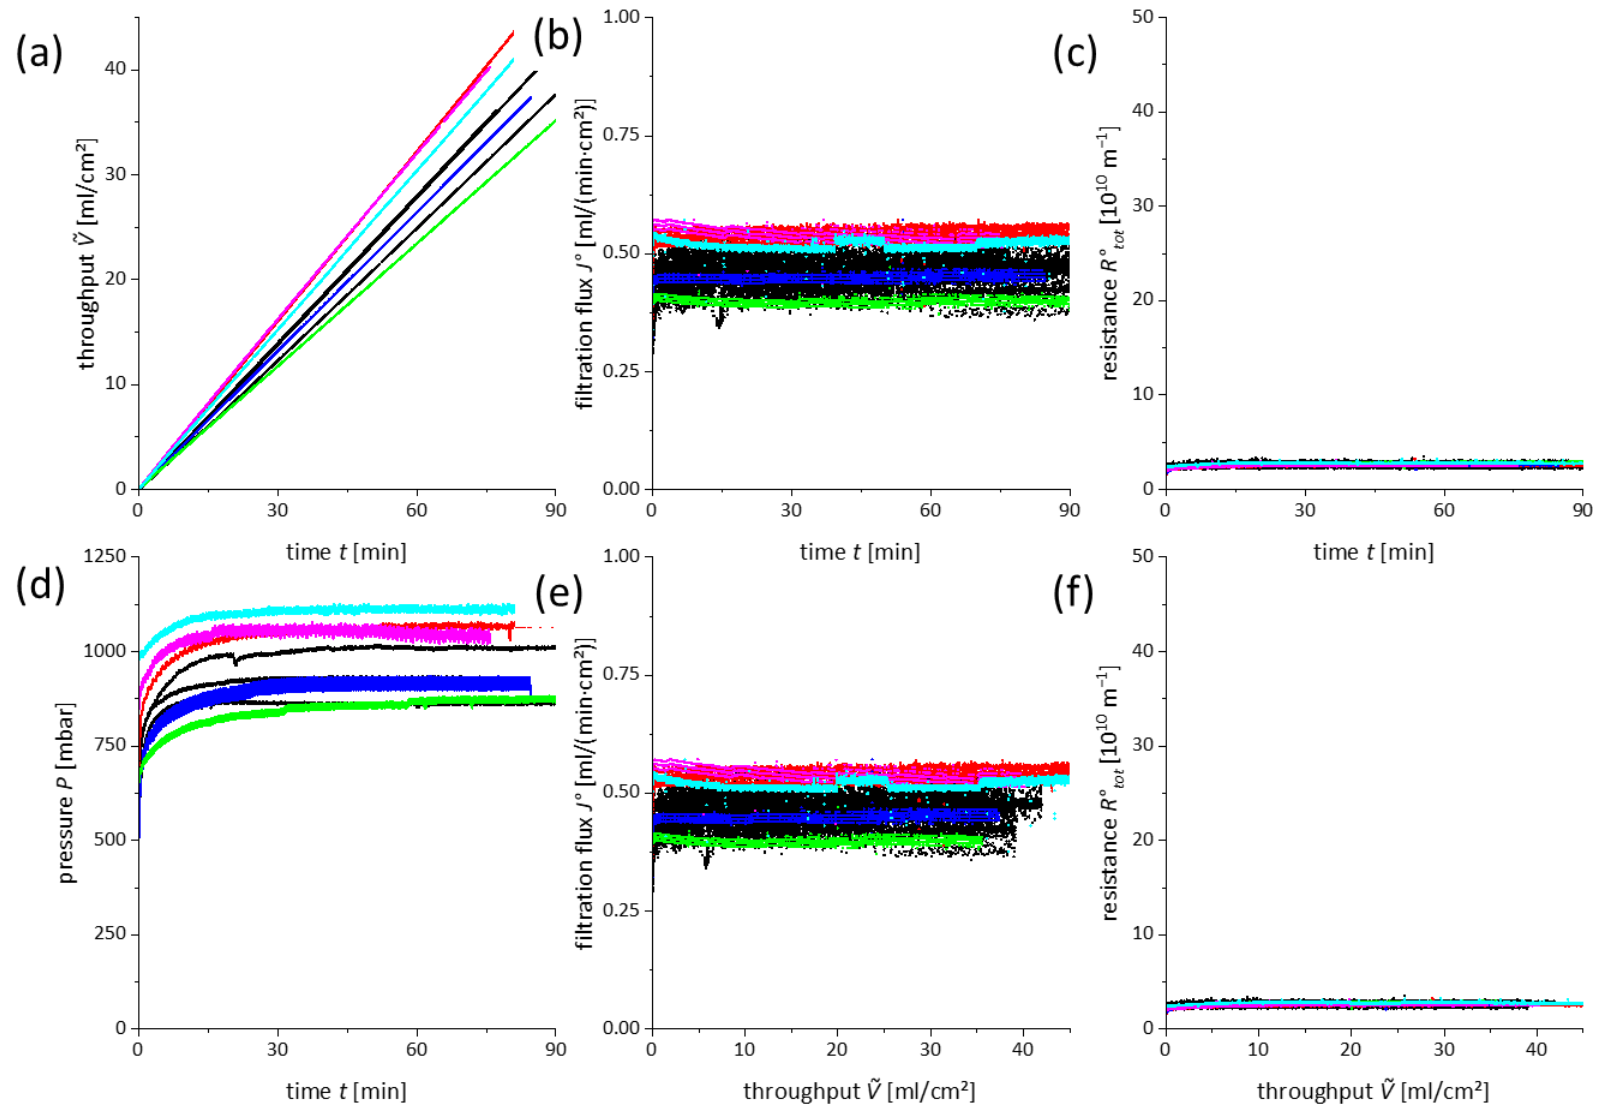 (a)
throughput Ṽ [ml/cm²]
40
30
20
10
0
0 30 60 90
time t [min]
(b)
filtration flux J° [ml/(min·cm²)]
1.00
0.75
0.50
0.25
0.00
0 30 60 90
time t [min]
(c)
resistance R°tot [10¹⁰ m⁻¹]
50
40
30
20
10
0
0 30 60 90
time t [min]
(d)
pressure P [mbar]
1250
1000
750
500
250
0
0 30 60 90
time t [min]
(e)
filtration flux J° [ml/(min·cm²)]
1.00
0.75
0.50
0.25
0.00
0 10 20 30 40
throughput Ṽ [ml/cm²]
(f)
resistance R°tot [10¹⁰ m⁻¹]
50
40
30
20
10
0
0 10 20 30 40
throughput Ṽ [ml/cm²]